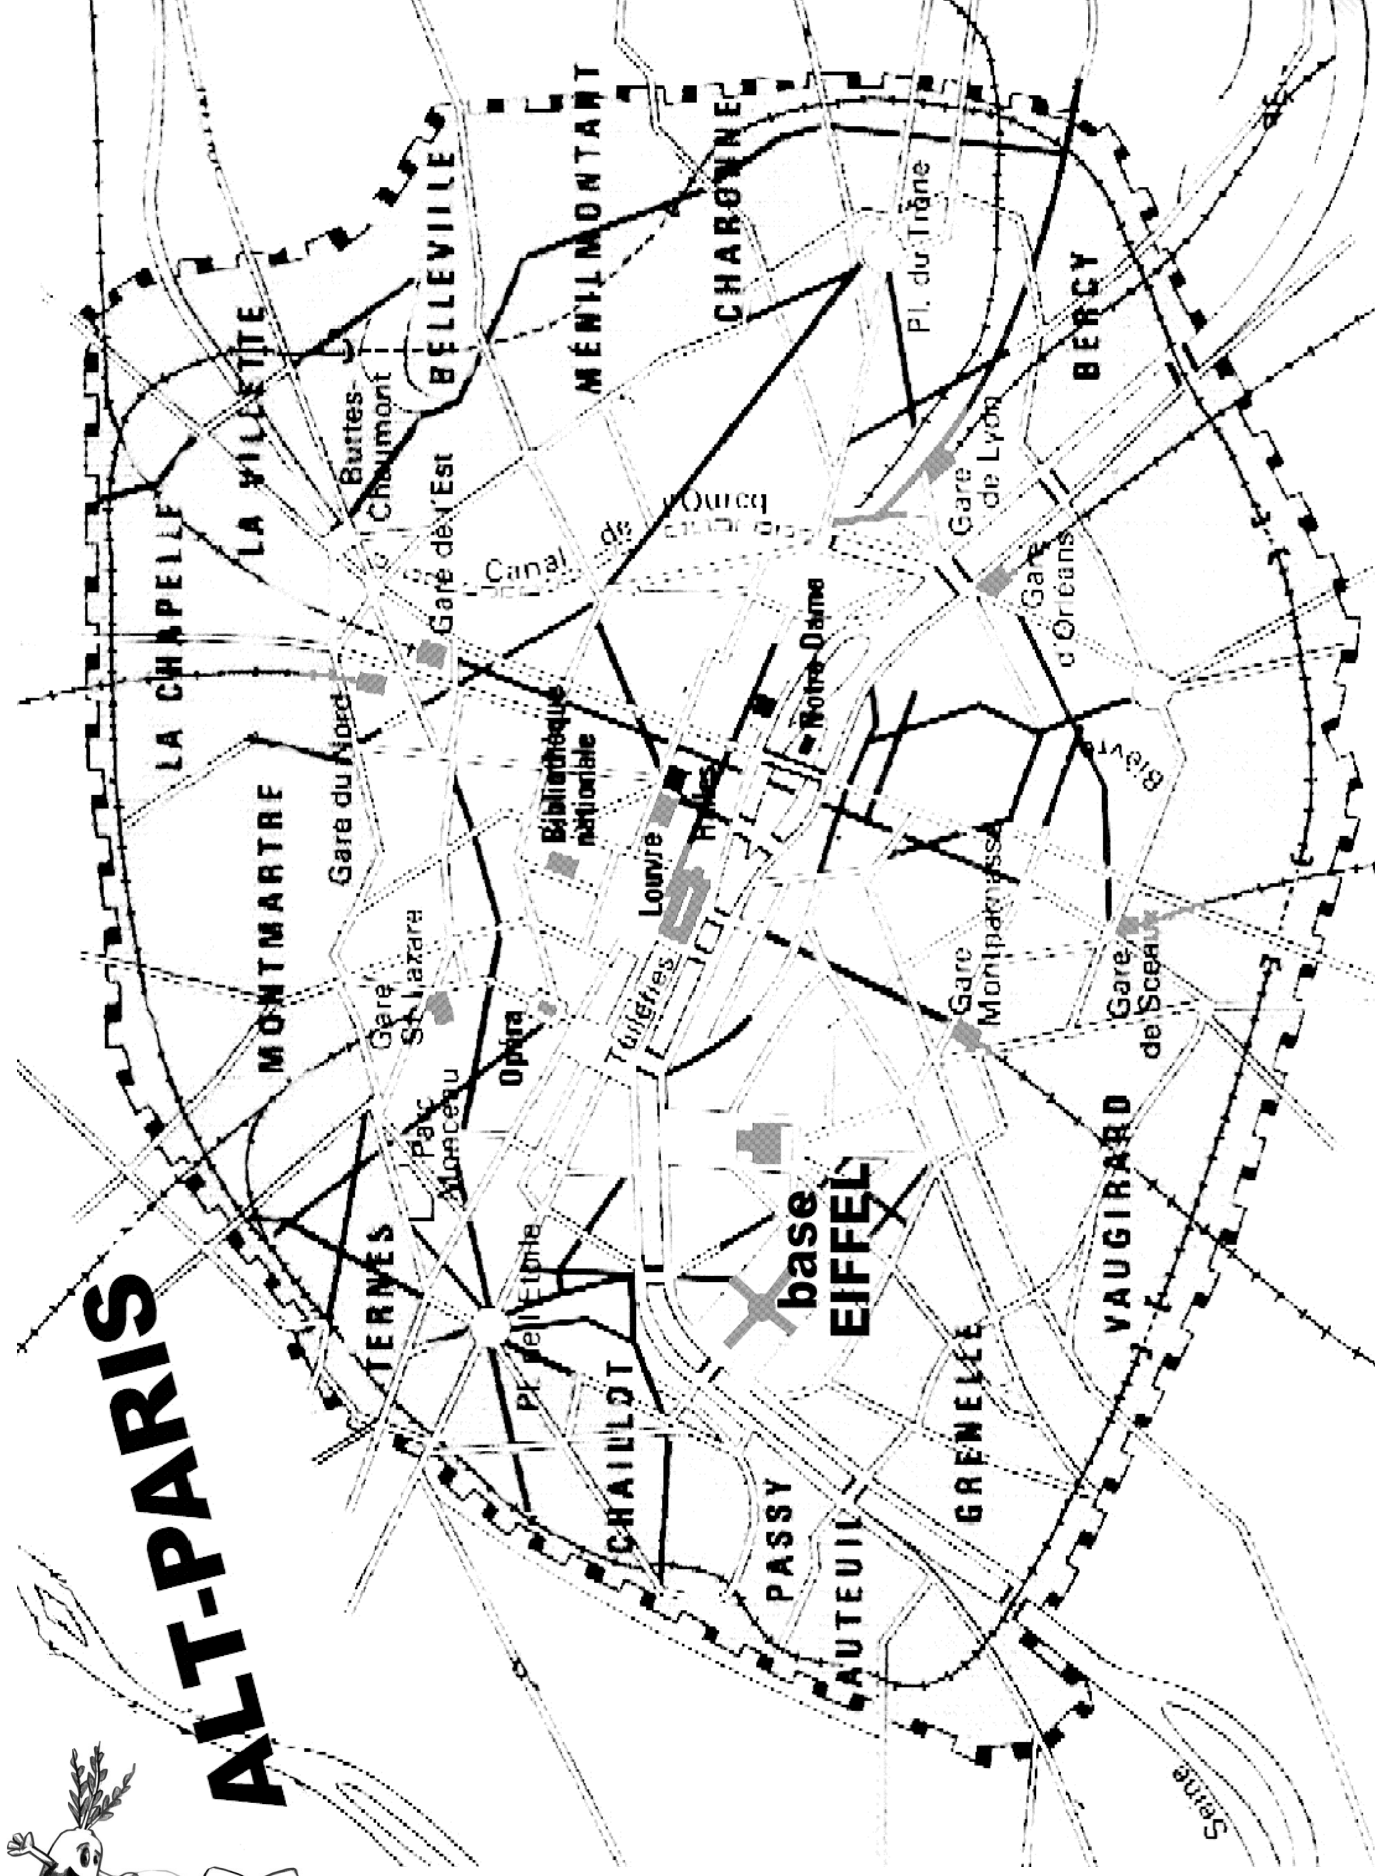 ALT-PARIS
LA CHAPELLE
LA VILLETTE
MONTMARTRE
Gare du Nord
Buttes-
Chaumont
Gare de l'Est
BELLEVILLE
Gare
St-Lazare
Parc
Monceau
TERNES
Opéra
Pl. de l'Etoile
Bibliothèque
nationale
Canal de l'Ourcq
MÉNILMONTANT
CHARONNE
CHAILLOT
Tuileries
Louvre
Halles
Notre-Dame
Pl. du Trône
base
EIFFEL
PASSY
AUTEUIL
GRENELLE
Gare
Montparnasse
Gare
de Lyon
Gare
d'Orléans
BERCY
Bièvre
Gare
de Sceaux
VAUGIRARD
Seine